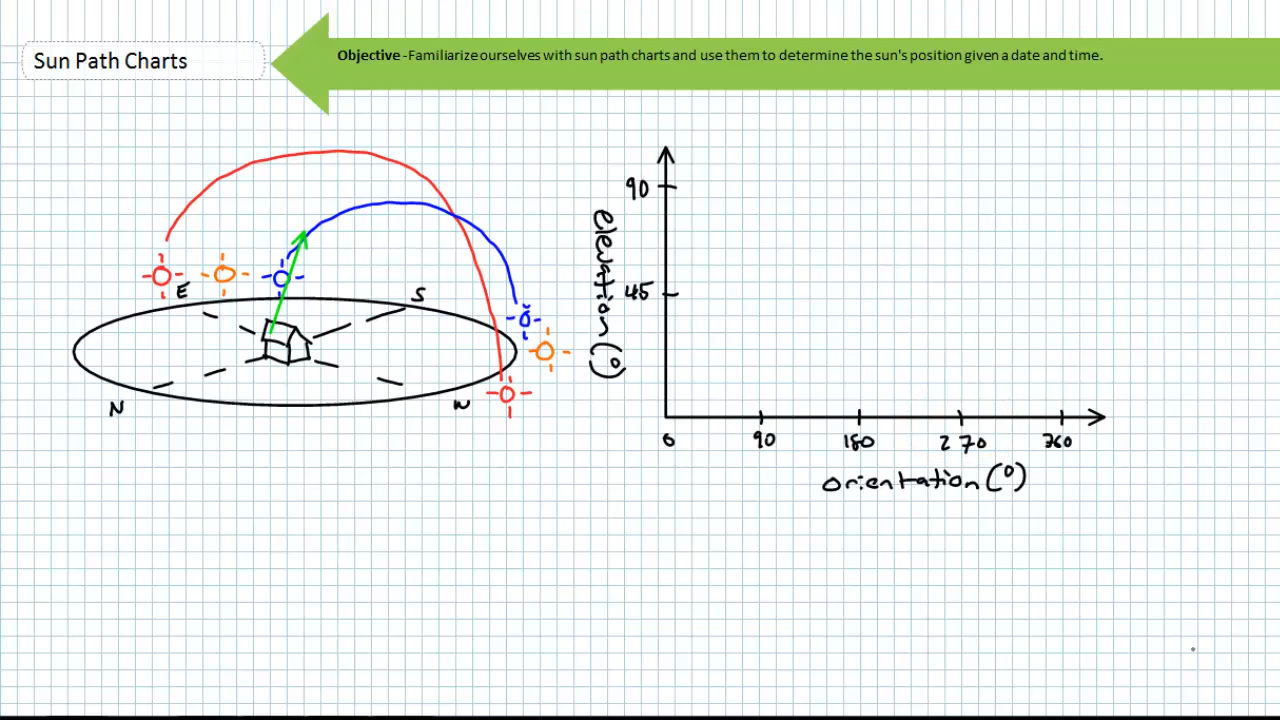 Sun Path Charts
Objective -Familiarize ourselves with sun path charts and use them to determine the sun's position given a date and time.
E
S
N
W
90
45
elevation (°)
0
90
180
270
360
orientation (°)